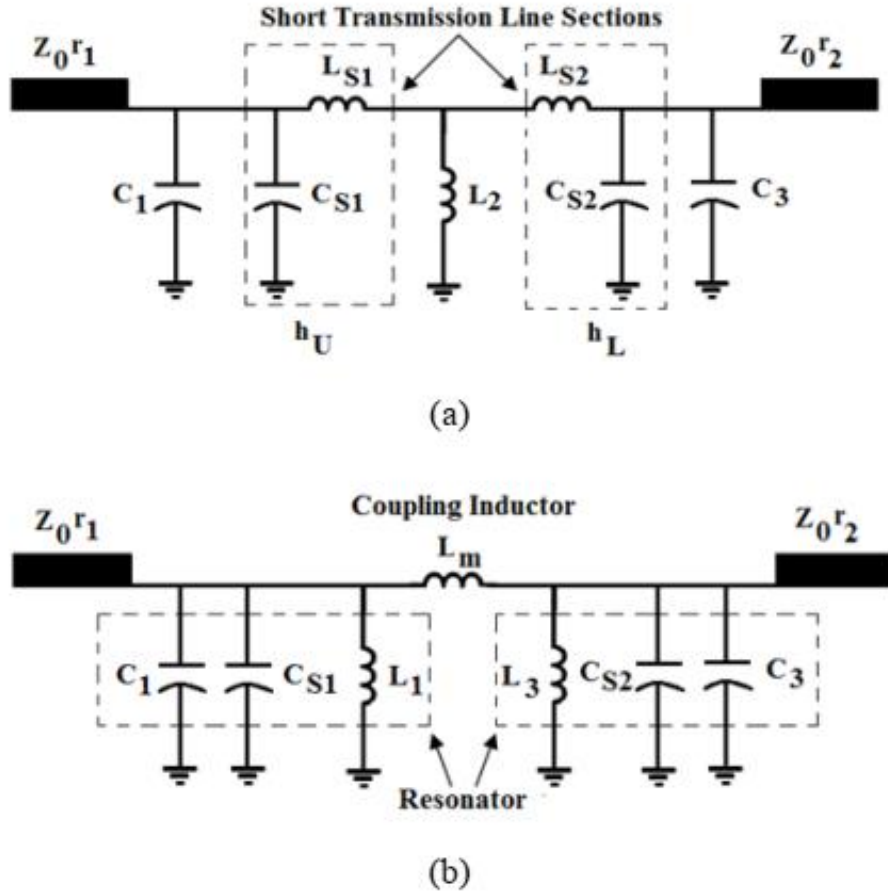 Short Transmission Line Sections
Z0r1 LS1 LS2 Z0r2
C1 CS1 L2 CS2 C3
hU hL
(a)
Coupling Inductor
Z0r1 Lm Z0r2
C1 CS1 L1 L3 CS2 C3
Resonator
(b)